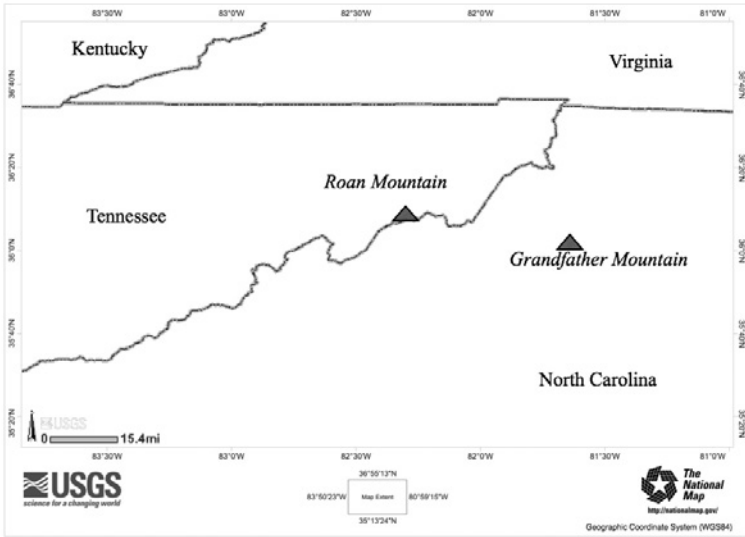 83°30'W 83°0'W 82°30'W 82°0'W 81°30'W 81°0'W
Kentucky
Virginia
36°40'N 36°40'N
36°20'N 36°20'N
Roan Mountain
Tennessee
36°0'N 36°0'N
Grandfather Mountain
35°40'N 35°40'N
North Carolina
35°20'N 35°20'N
N
USGS
0 15.4mi
83°30'W 83°0'W 82°30'W 82°0'W 81°30'W 81°0'W
USGS
science for a changing world
36°55'13"N
83°50'23"W Map Extent 80°59'15"W
35°13'24"N
The
National
Map
http://nationalmap.gov/
Geographic Coordinate System (WGS84)